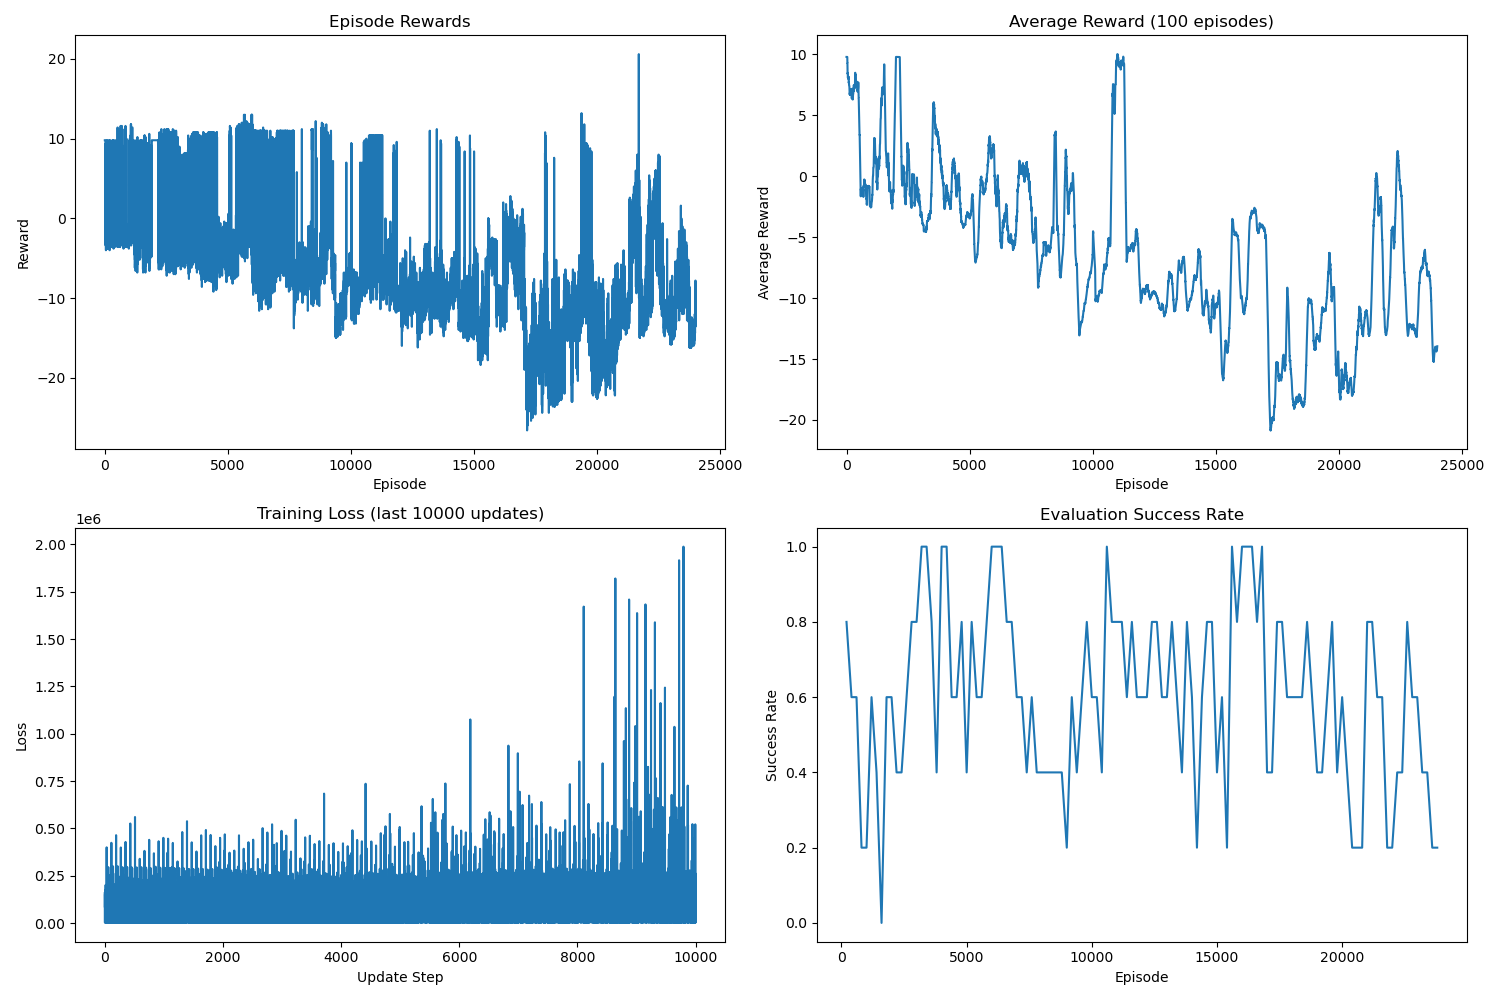 Episode Rewards
Reward
20
10
0
−10
−20
0 5000 10000 15000 20000 25000
Episode
Average Reward (100 episodes)
Average Reward
10
5
0
−5
−10
−15
−20
0 5000 10000 15000 20000 25000
Episode
Training Loss (last 10000 updates)
1e6
Loss
2.00
1.75
1.50
1.25
1.00
0.75
0.50
0.25
0.00
0 2000 4000 6000 8000 10000
Update Step
Evaluation Success Rate
Success Rate
1.0
0.8
0.6
0.4
0.2
0.0
0 5000 10000 15000 20000
Episode